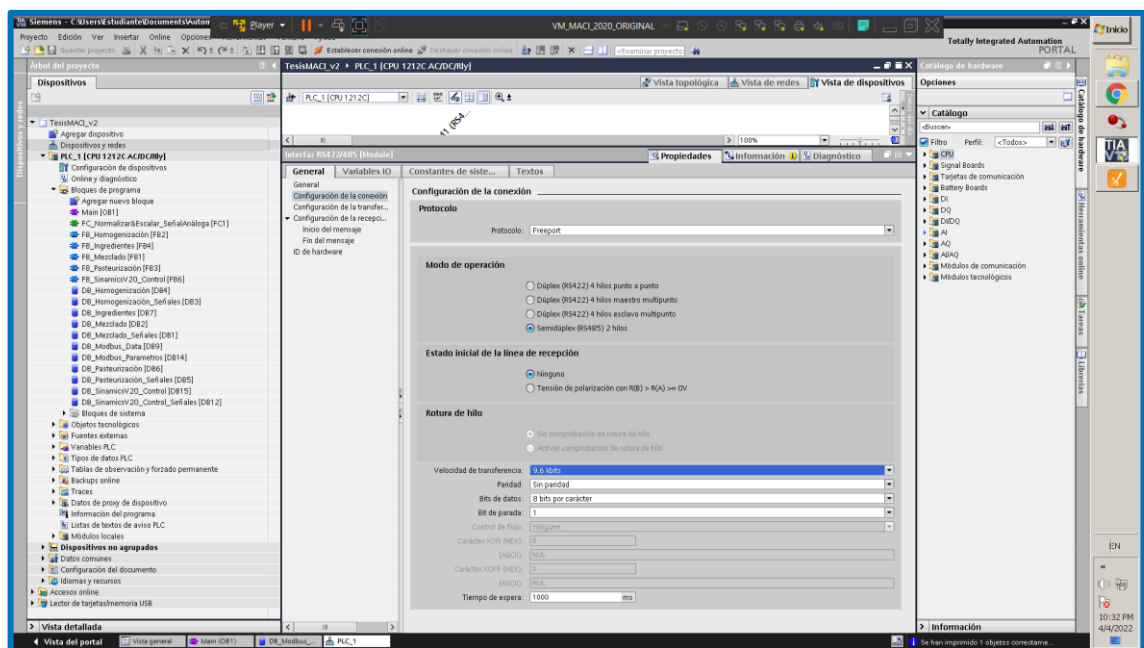 Siemens - C:\Users\Estudiante\Documents\Autom
Player
VM_MACI_2020_ORIGINAL
Proyecto Edición Ver Insertar Online Opciones
Totally Integrated Automation
PORTAL
Guardar proyecto
Establecer conexión online
Deshacer conexión online
<Examinar proyecto>
Inicio
Árbol del proyecto
TesisMACI_v2 PLC_1 [CPU 1212C AC/DC/Rly]
Catálogo de hardware
Dispositivos
Vista topológica
Vista de redes
Vista de dispositivos
Opciones
PLC_1 [CPU 1212C]
100%
TesisMACI_v2
Agregar dispositivo
Dispositivos y redes
PLC_1 [CPU 1212C AC/DC/Rly]
Configuración de dispositivos
Online y diagnóstico
Bloques de programa
Agregar nuevo bloque
Main [OB1]
FC_Normalizar&Escalar_SeñalAnáloga [FC1]
FB_Homogenización [FB2]
FB_Ingredientes [FB4]
FB_Mezclado [FB1]
FB_Pasteurización [FB3]
FB_SinamicsV20_Control [FB6]
DB_Homogenización [DB4]
DB_Homogenización_Señales [DB3]
DB_Ingredientes [DB7]
DB_Mezclado [DB2]
DB_Mezclado_Señales [DB1]
DB_Modbus_Data [DB9]
DB_Modbus_Parametros [DB14]
DB_Pasteurización [DB6]
DB_Pasteurización_Señales [DB5]
DB_SinamicsV20_Control [DB15]
DB_SinamicsV20_Control_Señales [DB12]
Bloques de sistema
Objetos tecnológicos
Fuentes externas
Variables PLC
Tipos de datos PLC
Tablas de observación y forzado permanente
Backups online
Traces
Datos de proxy de dispositivo
Información del programa
Listas de textos de aviso PLC
Módulos locales
Dispositivos no agrupados
Datos comunes
Configuración del documento
Idiomas y recursos
Accesos online
Lector de tarjetas/memoria USB
Vista detallada
Interfaz RS422/485 [Module]
Propiedades
Información
Diagnóstico
General
Variables IO
Constantes de siste...
Textos
General
Configuración de la conexión
Configuración de la transfer...
Configuración de la recepci...
Inicio del mensaje
Fin del mensaje
ID de hardware
Configuración de la conexión
Protocolo
Protocolo: Freeport
Modo de operación
Dúplex (RS422) 4 hilos punto a punto
Dúplex (RS422) 4 hilos maestro multipunto
Dúplex (RS422) 4 hilos esclavo multipunto
Semidúplex (RS485) 2 hilos
Estado inicial de la línea de recepción
Ninguno
Tensión de polarización con R(B) > R(A) >= 0V
Rotura de hilo
Sin comprobación de rotura de hilo
Activar comprobación de rotura de hilo
Velocidad de transferencia: 9.6 kbits
Paridad: Sin paridad
Bits de datos: 8 bits por carácter
Bit de parada: 1
Control de flujo: Ninguno
Carácter XON (HEX): 0
(ASCII): NUL
Carácter XOFF (HEX): 0
(ASCII): NUL
Tiempo de espera: 1000 ms
Catálogo
<Buscar>
Filtro Perfil: <Todos>
CPU
Signal Boards
Tarjetas de comunicación
Battery Boards
DI
DQ
DI/DQ
AI
AQ
AI/AQ
Módulos de comunicación
Módulos tecnológicos
Información
Dispositivos y redes
Catálogo de hardware
Herramientas online
Tareas
Librerías
TIA
V15
EN
10:32 PM
4/4/2022
Vista del portal
Vista general
Main (OB1)
DB_Modbus_...
PLC_1
Se han imprimido 1 objetos correctame...